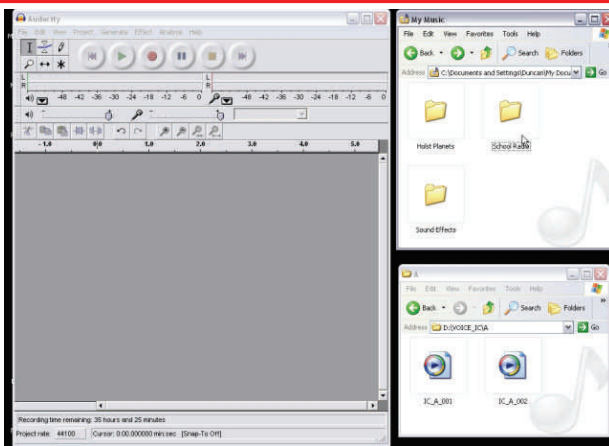 Audacity
File Edit View Project Generate Effect Analyze Help
L
R
L
R
-48 -42 -36 -30 -24 -18 -12 -6 0
-48 -42 -36 -30 -24 -18 -12 -6 0
- 1.0 0.0 1.0 2.0 3.0 4.0 5.0
Recording time remaining: 35 hours and 25 minutes
Project rate: 44100 Cursor: 0:00.000000 min:sec [Snap-To Off]
My Music
File Edit View Favorites Tools Help
Back Search Folders
Address C:\Documents and Settings\Duncan\My Docu Go
Holst Planets School Radio
Sound Effects
A
File Edit View Favorites Tools Help
Back Search Folders
Address D:\VOICE_IC\A Go
IC_A_001 IC_A_002